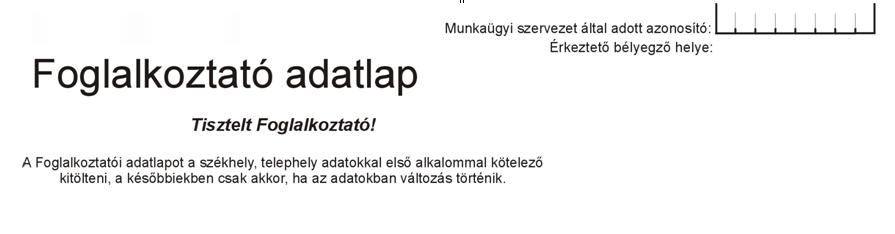 Munkaügyi szervezet által adott azonosító:
Érkeztető bélyegző helye:
Foglalkoztató adatlap
Tisztelt Foglalkoztató!
A Foglalkoztatói adatlapot a székhely, telephely adatokkal első alkalommal kötelező
kitölteni, a későbbiekben csak akkor, ha az adatokban változás történik.